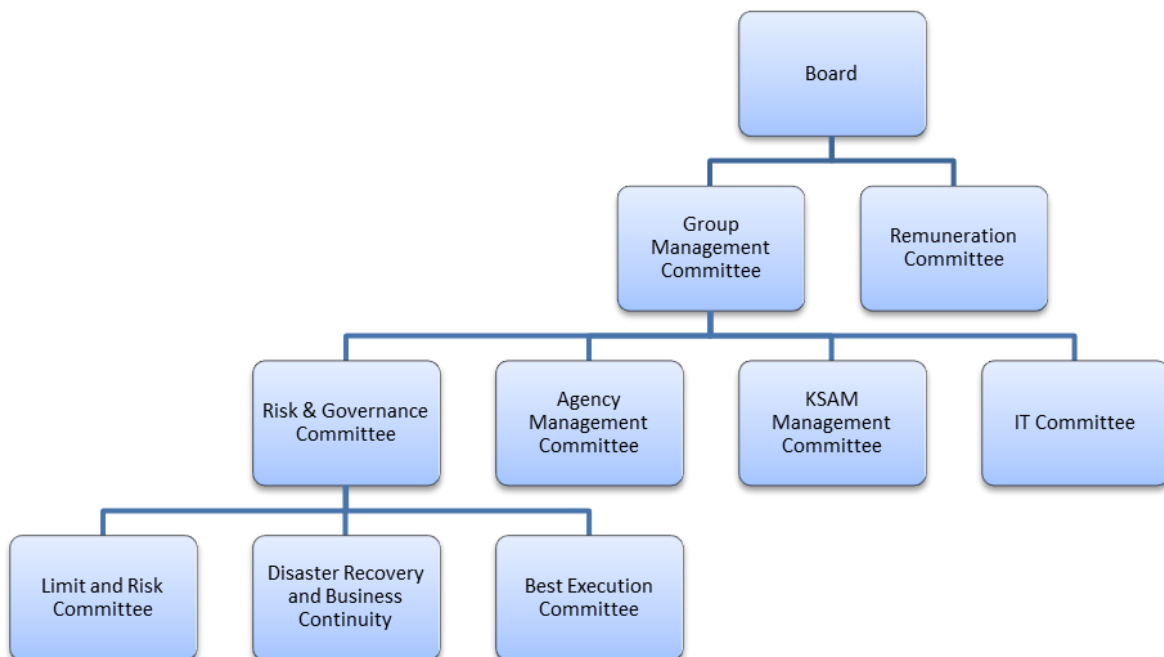 Board
Group
Management
Committee
Remuneration
Committee
Risk & Governance
Committee
Agency
Management
Committee
KSAM
Management
Committee
IT Committee
Limit and Risk
Committee
Disaster Recovery
and Business
Continuity
Best Execution
Committee